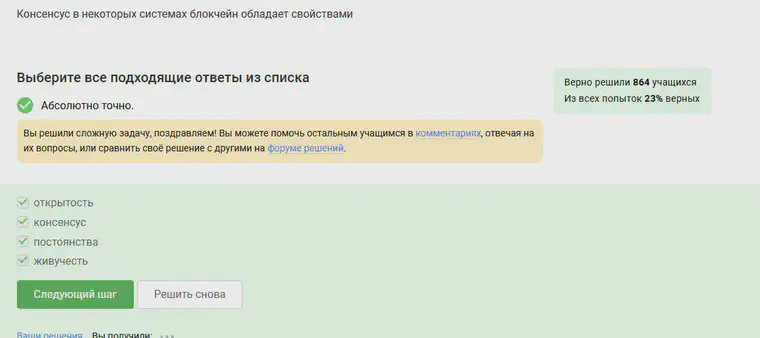 Консенсус в некоторых системах блокчейн обладает свойствами
Выберите все подходящие ответы из списка
Абсолютно точно.
Верно решили 864 учащихся
Из всех попыток 23% верных
Вы решили сложную задачу, поздравляем! Вы можете помочь остальным учащимся в комментариях, отвечая на
их вопросы, или сравнить своё решение с другими на форуме решений.
открытость
консенсус
постоянства
живучесть
Следующий шаг
Решить снова
Ваши решения Вы получили: